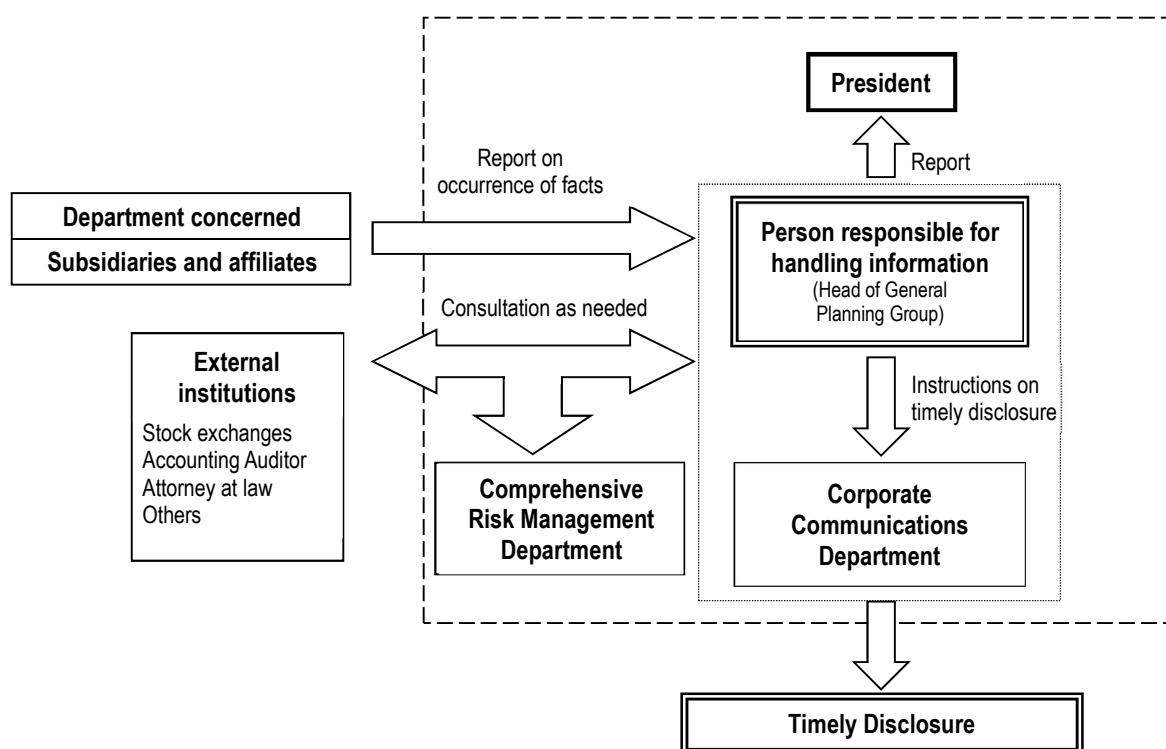 President
Report
Report on
occurrence of facts
Department concerned
Subsidiaries and affiliates
Person responsible for
handling information
(Head of General
Planning Group)
Consultation as needed
External
institutions
Stock exchanges
Accounting Auditor
Attorney at law
Others
Instructions on
timely disclosure
Comprehensive
Risk Management
Department
Corporate
Communications
Department
Timely Disclosure